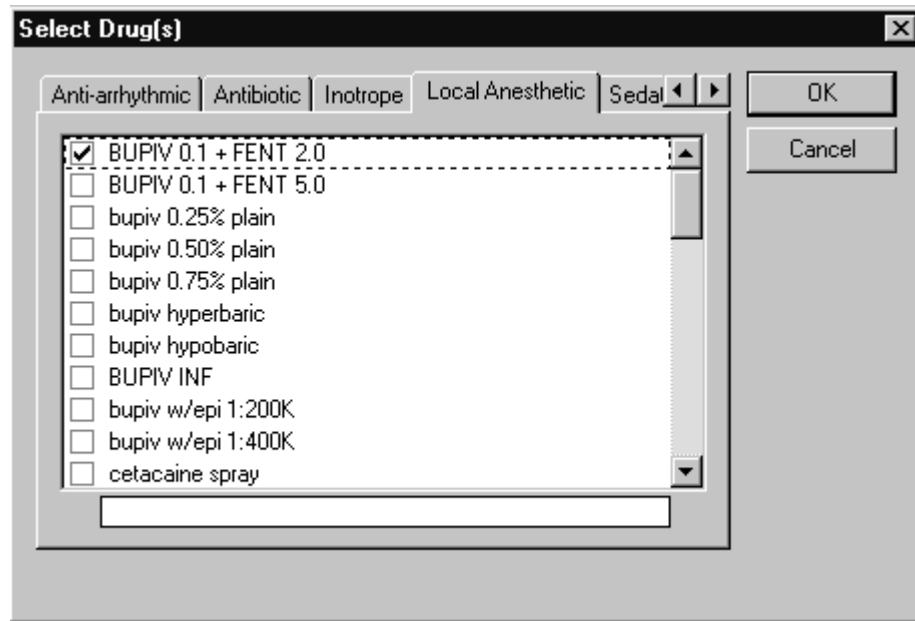 Select Drug(s)
Anti-arrhythmic Antibiotic Inotrope Local Anesthetic Sedat
OK
Cancel
BUPIV 0.1 + FENT 2.0
BUPIV 0.1 + FENT 5.0
bupiv 0.25% plain
bupiv 0.50% plain
bupiv 0.75% plain
bupiv hyperbaric
bupiv hypobaric
BUPIV INF
bupiv w/epi 1:200K
bupiv w/epi 1:400K
cetacaine spray